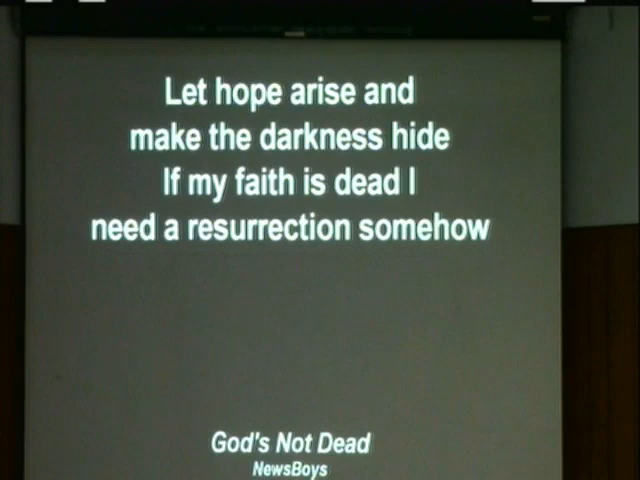 Let hope arise and
make the darkness hide
If my faith is dead I
need a resurrection somehow
God's Not Dead
NewsBoys